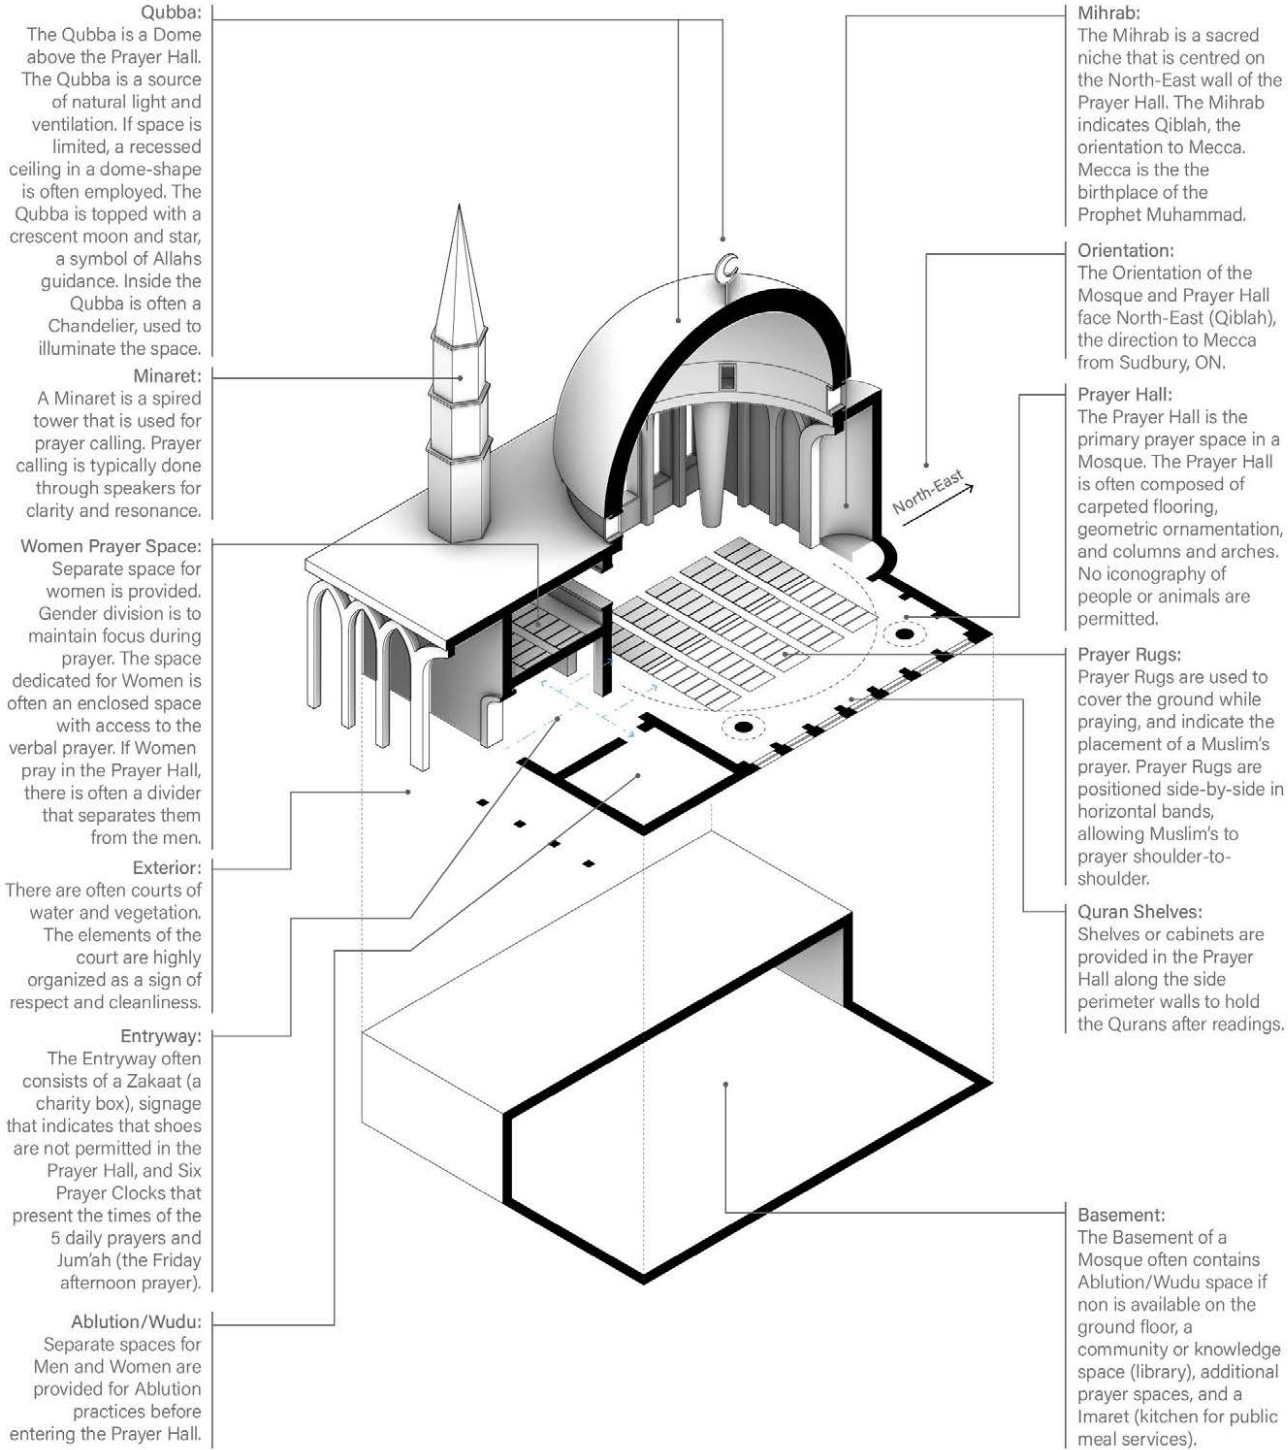 Qubba:
The Qubba is a Dome
above the Prayer Hall.
The Qubba is a source
of natural light and
ventilation. If space is
limited, a recessed
ceiling in a dome-shape
is often employed. The
Qubba is topped with a
crescent moon and star,
a symbol of Allahs
guidance. Inside the
Qubba is often a
Chandelier, used to
illuminate the space.
Minaret:
A Minaret is a spired
tower that is used for
prayer calling. Prayer
calling is typically done
through speakers for
clarity and resonance.
Women Prayer Space:
Separate space for
women is provided.
Gender division is to
maintain focus during
prayer. The space
dedicated for Women is
often an enclosed space
with access to the
verbal prayer. If Women
pray in the Prayer Hall,
there is often a divider
that separates them
from the men.
Exterior:
There are often courts of
water and vegetation.
The elements of the
court are highly
organized as a sign of
respect and cleanliness.
Entryway:
The Entryway often
consists of a Zakaat (a
charity box), signage
that indicates that shoes
are not permitted in the
Prayer Hall, and Six
Prayer Clocks that
present the times of the
5 daily prayers and
Jum'ah (the Friday
afternoon prayer).
Ablution/Wudu:
Separate spaces for
Men and Women are
provided for Ablution
practices before
entering the Prayer Hall.
North-East
Mihrab:
The Mihrab is a sacred
niche that is centred on
the North-East wall of the
Prayer Hall. The Mihrab
indicates Qiblah, the
orientation to Mecca.
Mecca is the the
birthplace of the
Prophet Muhammad.
Orientation:
The Orientation of the
Mosque and Prayer Hall
face North-East (Qiblah),
the direction to Mecca
from Sudbury, ON.
Prayer Hall:
The Prayer Hall is the
primary prayer space in a
Mosque. The Prayer Hall
is often composed of
carpeted flooring,
geometric ornamentation,
and columns and arches.
No iconography of
people or animals are
permitted.
Prayer Rugs:
Prayer Rugs are used to
cover the ground while
praying, and indicate the
placement of a Muslim's
prayer. Prayer Rugs are
positioned side-by-side in
horizontal bands,
allowing Muslim's to
prayer shoulder-to-
shoulder.
Quran Shelves:
Shelves or cabinets are
provided in the Prayer
Hall along the side
perimeter walls to hold
the Qurans after readings.
Basement:
The Basement of a
Mosque often contains
Ablution/Wudu space if
non is available on the
ground floor, a
community or knowledge
space (library), additional
prayer spaces, and a
Imaret (kitchen for public
meal services).